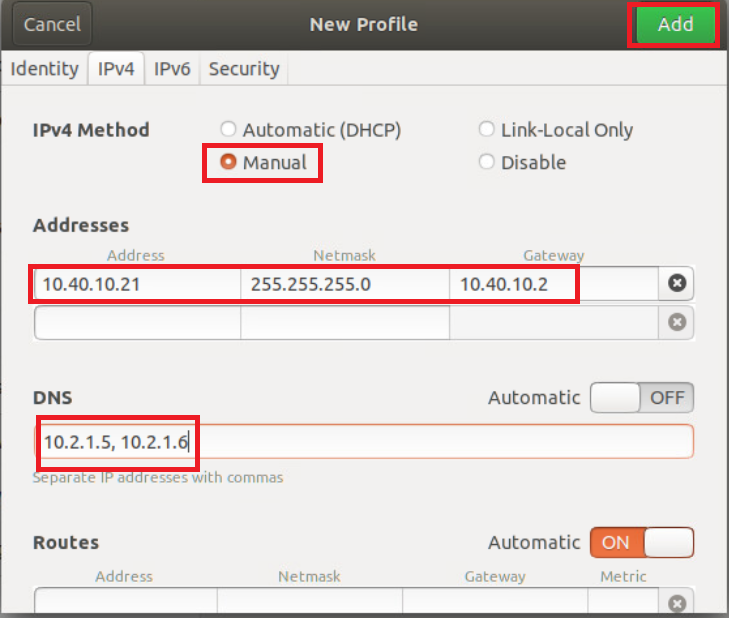 Cancel New Profile Add
Identity IPv4 IPv6 Security
IPv4 Method Automatic (DHCP) Link-Local Only
Manual Disable
Addresses
Address Netmask Gateway
10.40.10.21 255.255.255.0 10.40.10.2
DNS Automatic OFF
10.2.1.5, 10.2.1.6
Separate IP addresses with commas
Routes Automatic ON
Address Netmask Gateway Metric